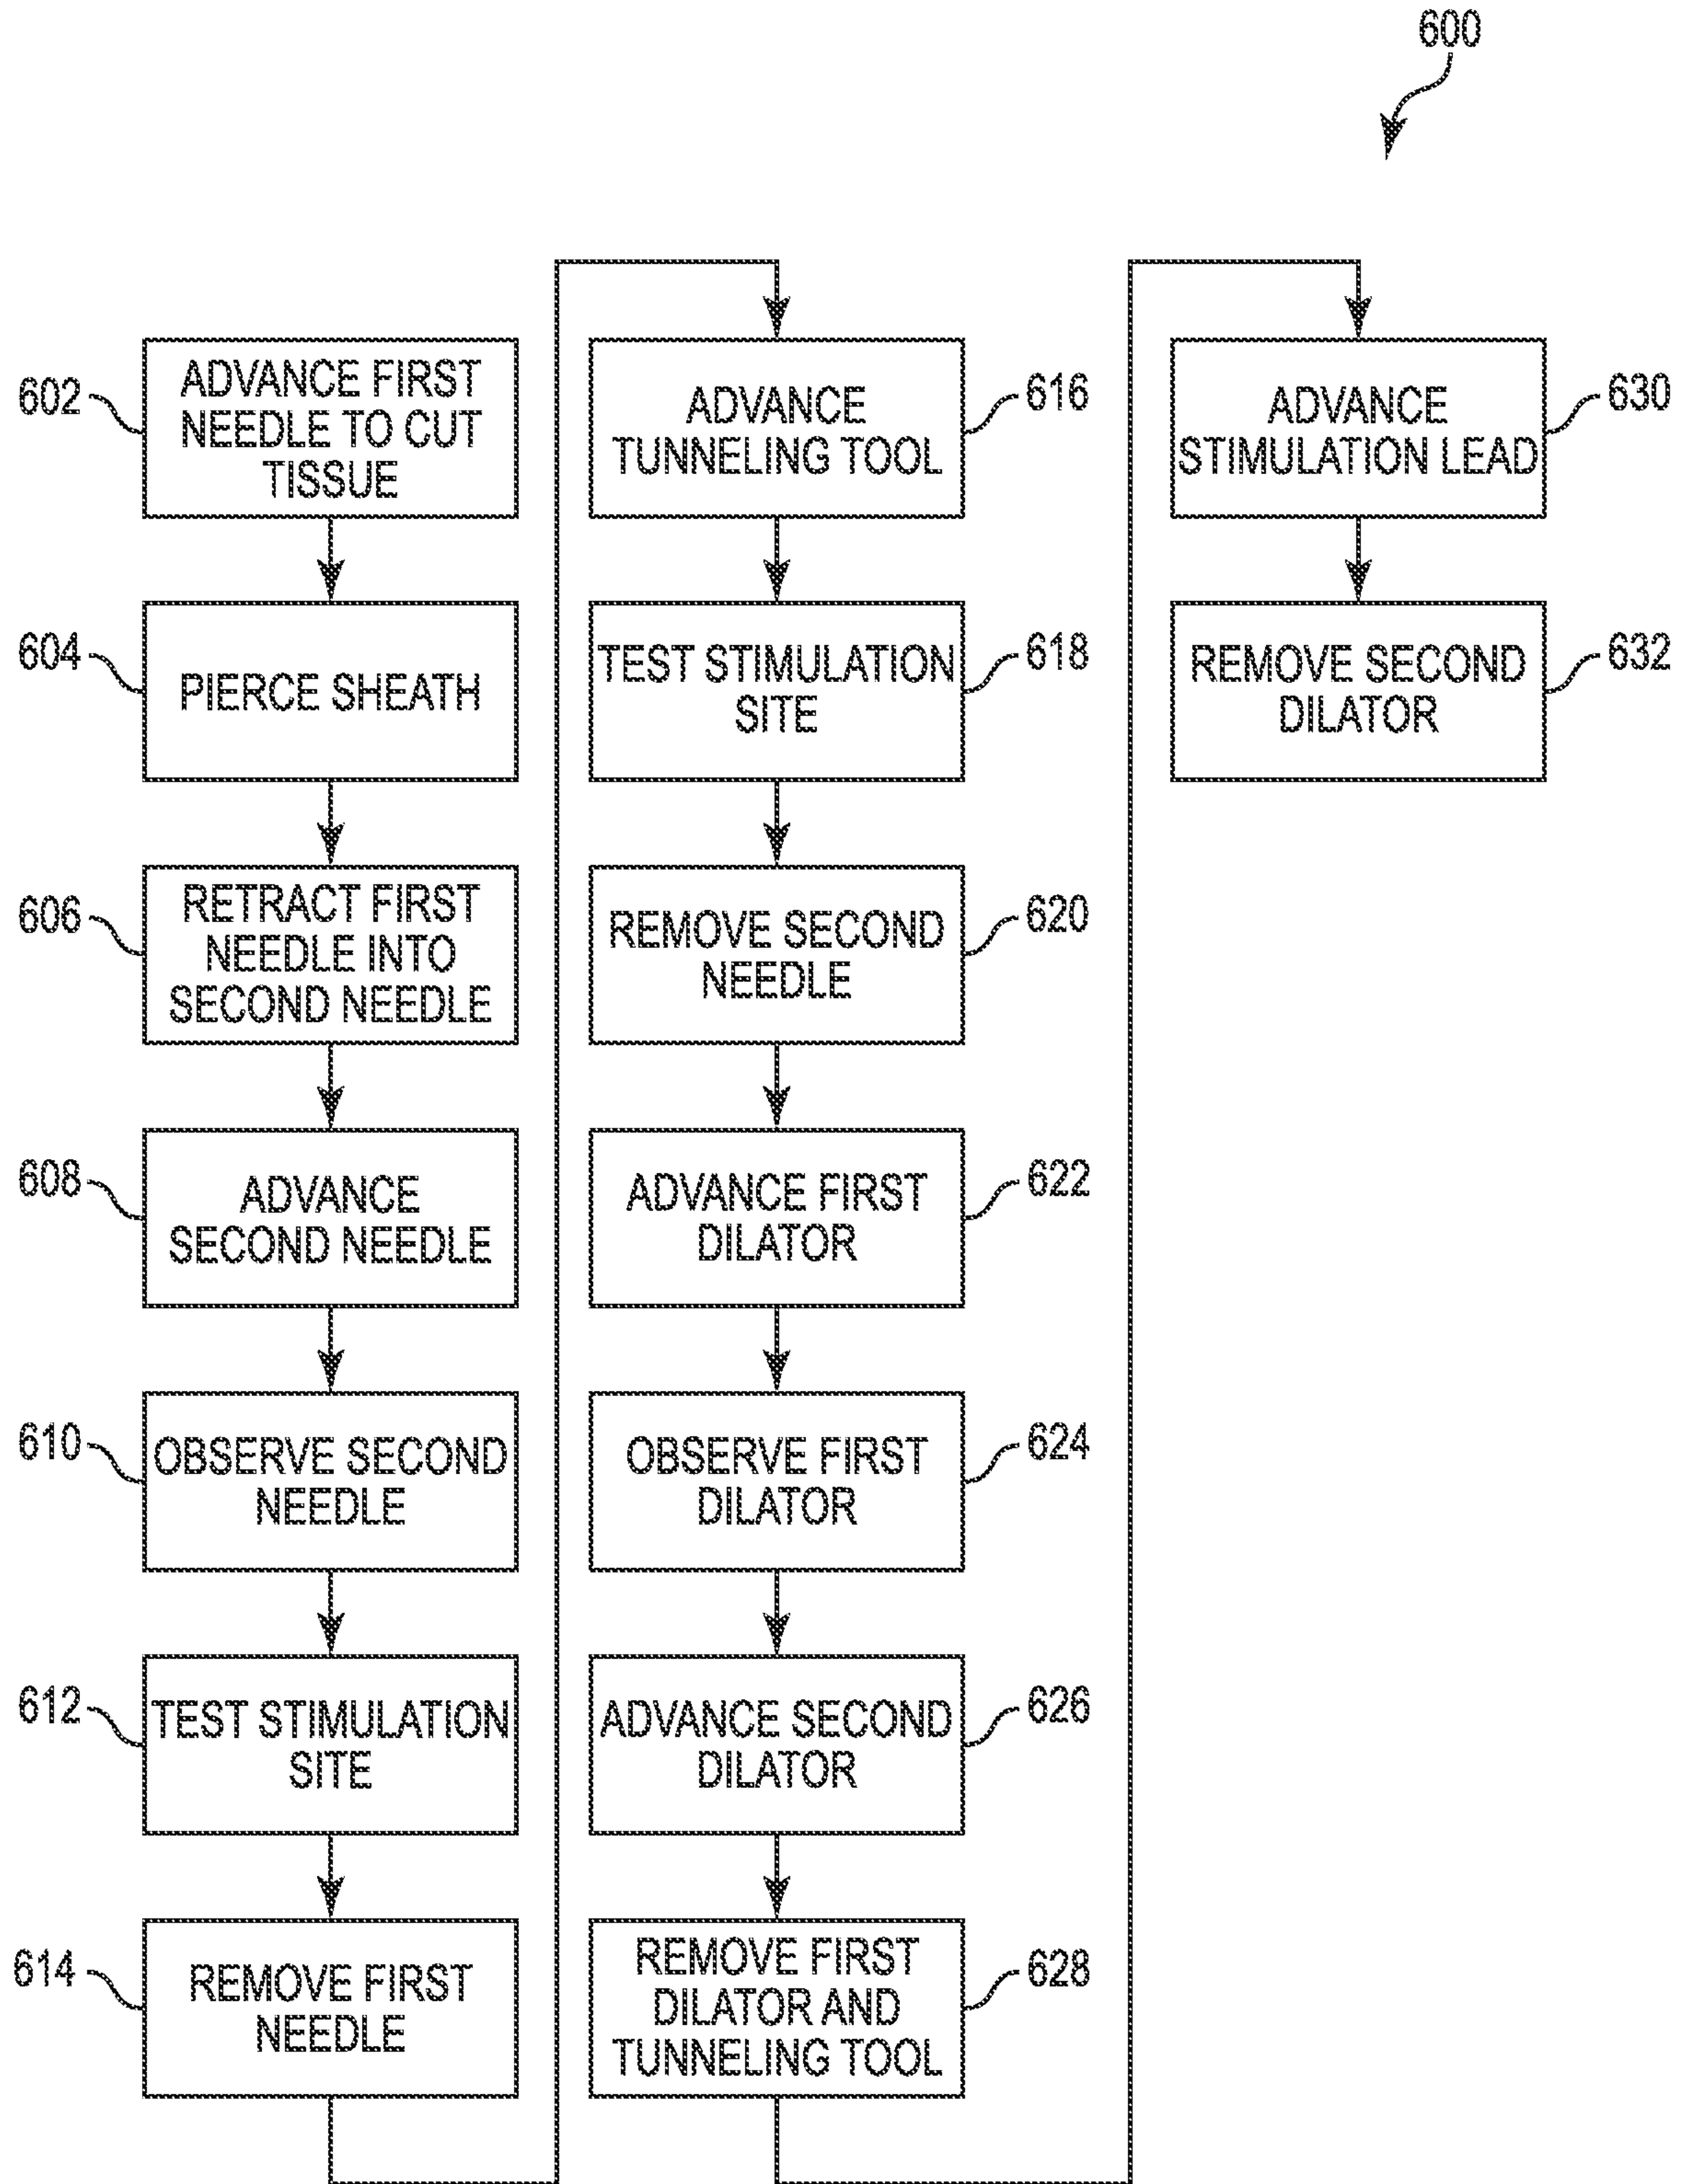 600
602
ADVANCE FIRST
NEEDLE TO CUT
TISSUE
604
PIERCE SHEATH
606
RETRACT FIRST
NEEDLE INTO
SECOND NEEDLE
608
ADVANCE
SECOND NEEDLE
610
OBSERVE SECOND
NEEDLE
612
TEST STIMULATION
SITE
614
REMOVE FIRST
NEEDLE
ADVANCE
TUNNELING TOOL
616
TEST STIMULATION
SITE
618
REMOVE SECOND
NEEDLE
620
ADVANCE FIRST
DILATOR
622
OBSERVE FIRST
DILATOR
624
ADVANCE SECOND
DILATOR
626
REMOVE FIRST
DILATOR AND
TUNNELING TOOL
628
ADVANCE
STIMULATION LEAD
630
REMOVE SECOND
DILATOR
632